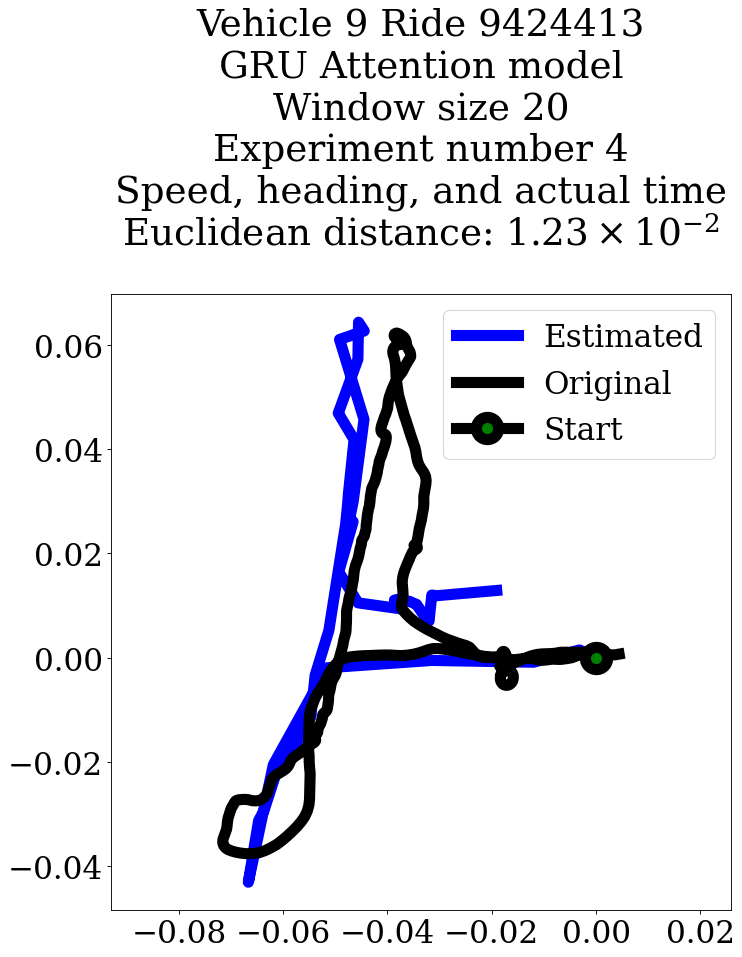 Vehicle 9 Ride 9424413
GRU Attention model
Window size 20
Experiment number 4
Speed, heading, and actual time
Euclidean distance: 1.23 × 10⁻²
Estimated
Original
Start
0.06
0.04
0.02
0.00
−0.02
−0.04
−0.08 −0.06 −0.04 −0.02 0.00 0.02